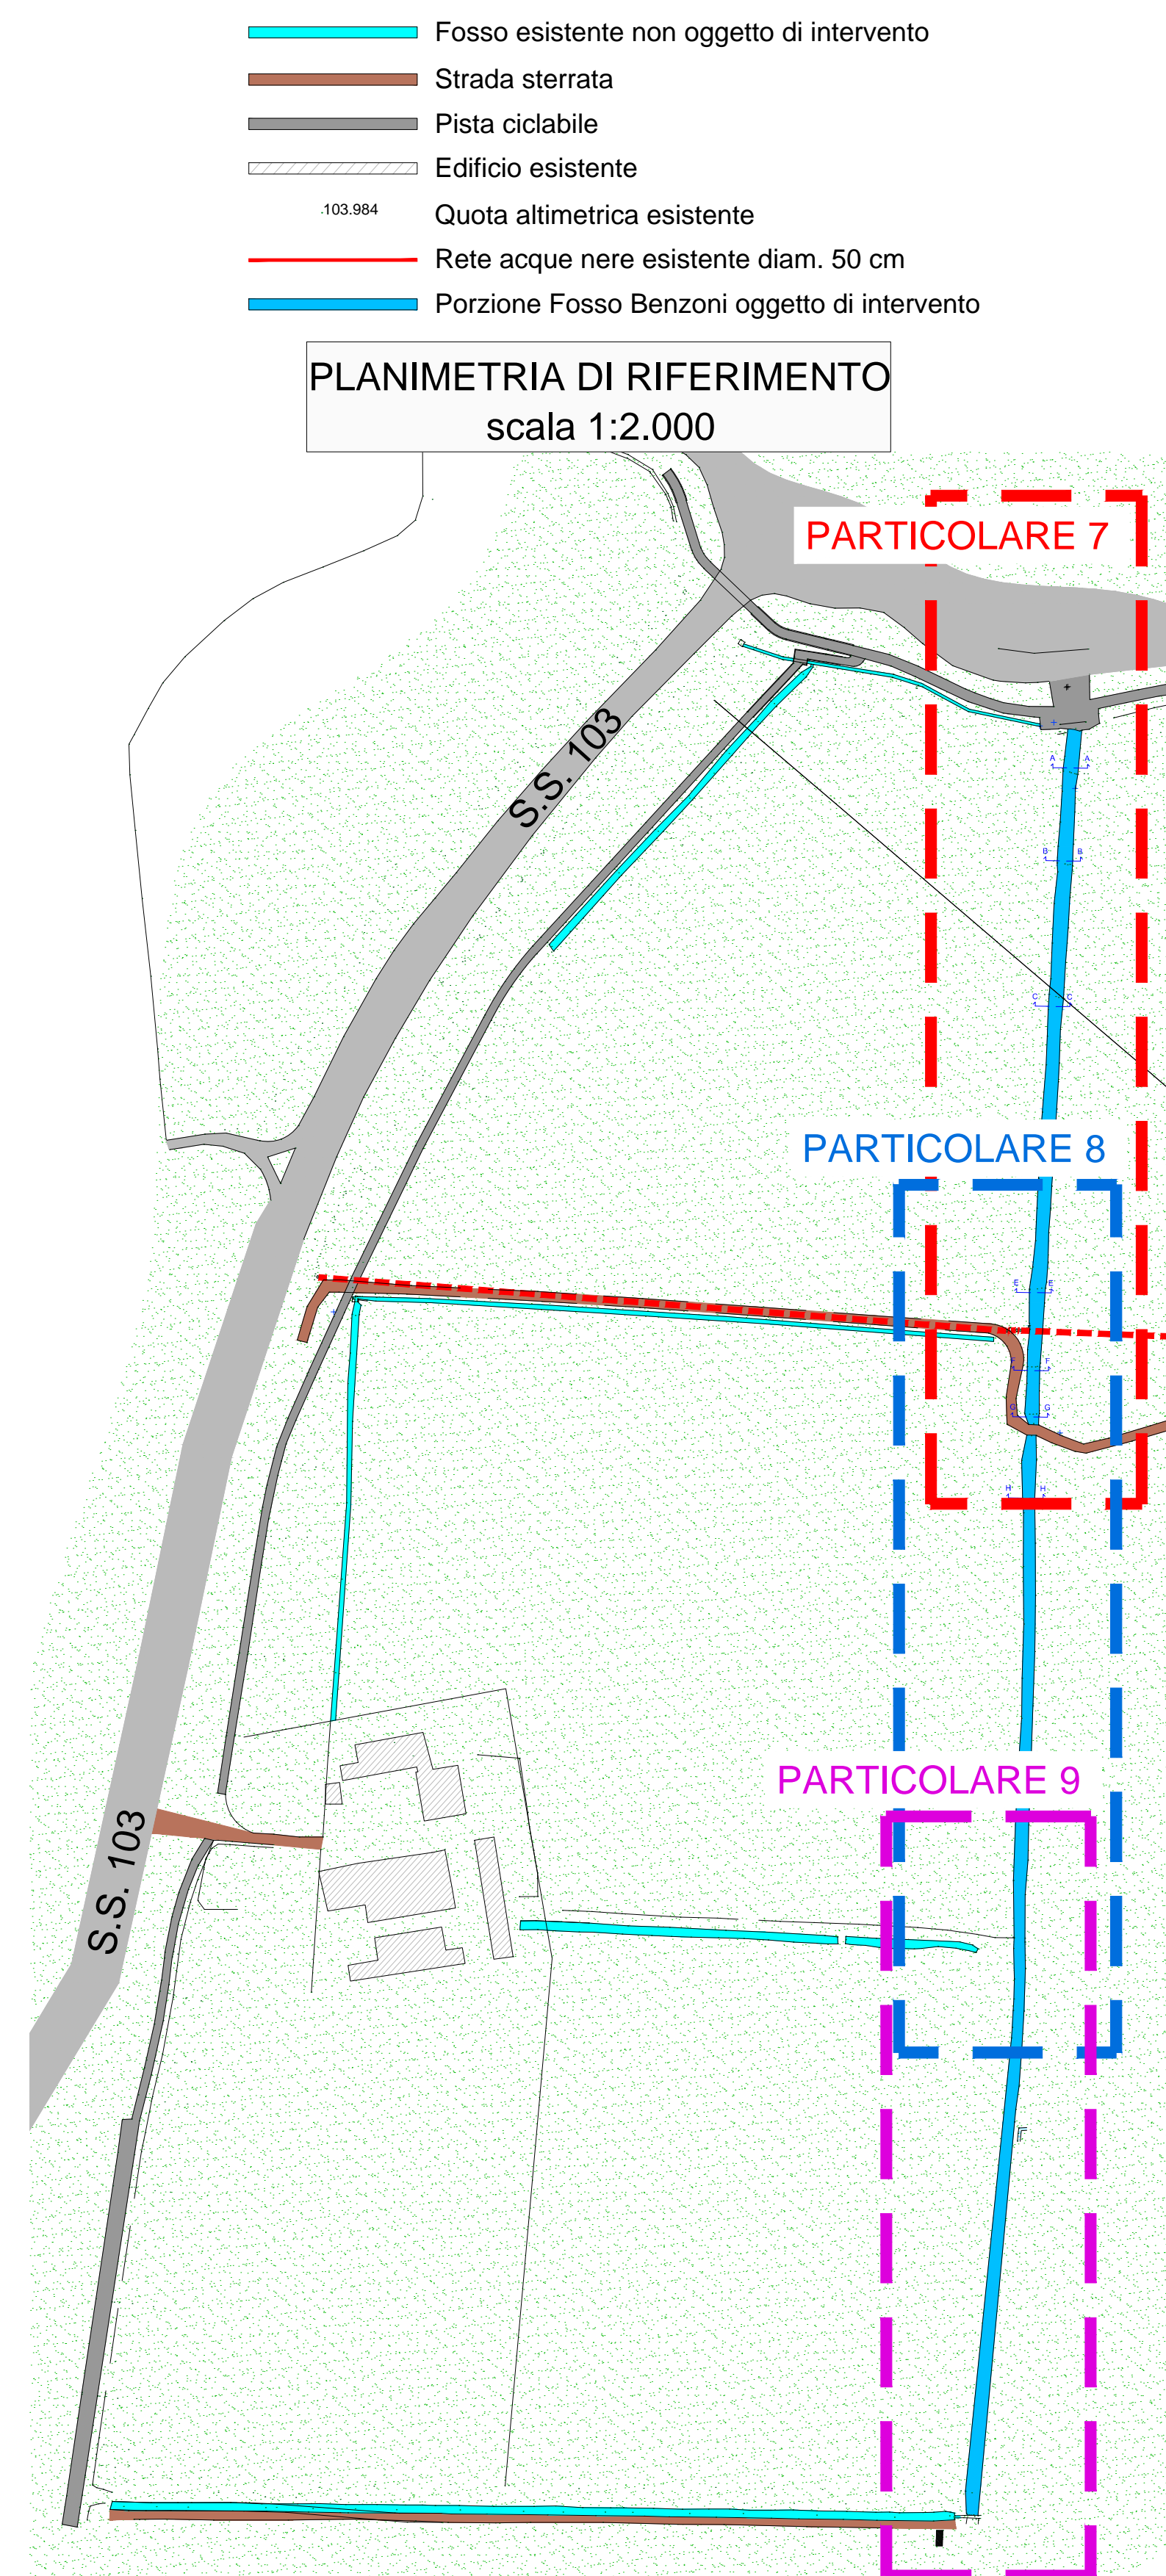 Fosso esistente non oggetto di intervento
Strada sterrata
Pista ciclabile
Edificio esistente
.103.984 Quota altimetrica esistente
Rete acque nere esistente diam. 50 cm
Porzione Fosso Benzoni oggetto di intervento
PLANIMETRIA DI RIFERIMENTO
scala 1:2.000
PARTICOLARE 7
S.S. 103
A A
B B
C C
PARTICOLARE 8
E E
F F
G G
H H
PARTICOLARE 9
S.S. 103